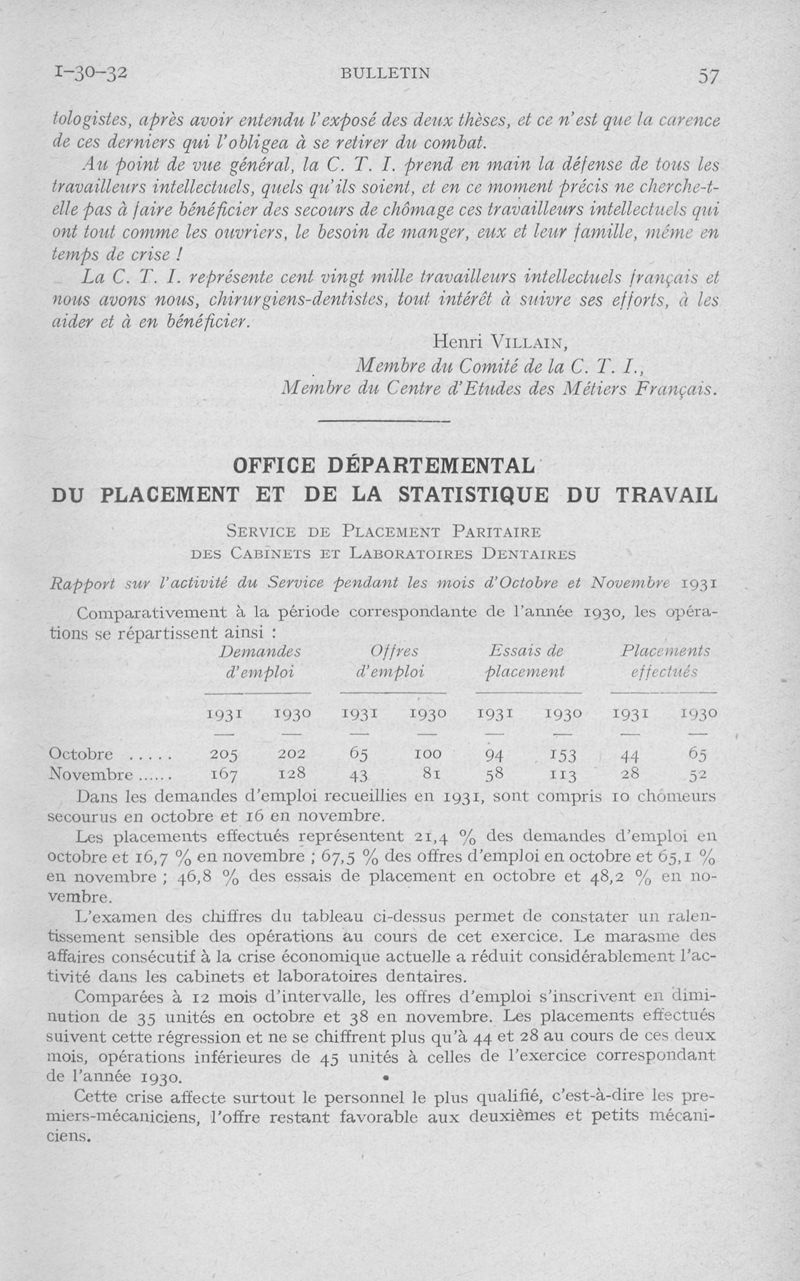 1-30-32 BULLETIN 57
tologistes, après avoir entendu l'exposé des deux thèses, et ce n'est que la carence
de ces derniers qui l'obligea à se retirer du combat.
Au point de vue général, la C. T. I. prend en main la défense de tous les
travailleurs intellectuels, quels qu'ils soient, et en ce moment précis ne cherche-t-
elle pas à faire bénéficier des secours de chômage ces travailleurs intellectuels qui
ont tout comme les ouvriers, le besoin de manger, eux et leur famille, même en
temps de crise !
La C. T. I. représente cent vingt mille travailleurs intellectuels français et
nous avons nous, chirurgiens-dentistes, tout intérêt à suivre ses efforts, à les
aider et à en bénéficier.
Henri VILLAIN,
Membre du Comité de la C. T. I.,
Membre du Centre d'Etudes des Métiers Français.
OFFICE DÉPARTEMENTAL
DU PLACEMENT ET DE LA STATISTIQUE DU TRAVAIL
SERVICE DE PLACEMENT PARITAIRE
DES CABINETS ET LABORATOIRES DENTAIRES
Rapport sur l'activité du Service pendant les mois d'Octobre et Novembre 1931
Comparativement à la période correspondante de l'année 1930, les opéra-
tions se répartissent ainsi :
Demandes Offres Essais de Placements
d'emploi d'emploi placement effectués
1931 1930 1931 1930 1931 1930 1931 1930
Octobre ..... 205 202 65 100 94 153 44 65
Novembre ...... 167 128 43 81 58 113 28 52
Dans les demandes d'emploi recueillies en 1931, sont compris 10 chômeurs
secourus en octobre et 16 en novembre.
Les placements effectués représentent 21,4 % des demandes d'emploi en
octobre et 16,7 % en novembre ; 67,5 % des offres d'emploi en octobre et 65,1 %
en novembre ; 46,8 % des essais de placement en octobre et 48,2 % en no-
vembre.
L'examen des chiffres du tableau ci-dessus permet de constater un ralen-
tissement sensible des opérations au cours de cet exercice. Le marasme des
affaires consécutif à la crise économique actuelle a réduit considérablement l'ac-
tivité dans les cabinets et laboratoires dentaires.
Comparées à 12 mois d'intervalle, les offres d'emploi s'inscrivent en dimi-
nution de 35 unités en octobre et 38 en novembre. Les placements effectués
suivent cette régression et ne se chiffrent plus qu'à 44 et 28 au cours de ces deux
mois, opérations inférieures de 45 unités à celles de l'exercice correspondant
de l'année 1930.
Cette crise affecte surtout le personnel le plus qualifié, c'est-à-dire les pre-
miers-mécaniciens, l'offre restant favorable aux deuxièmes et petits mécani-
ciens.